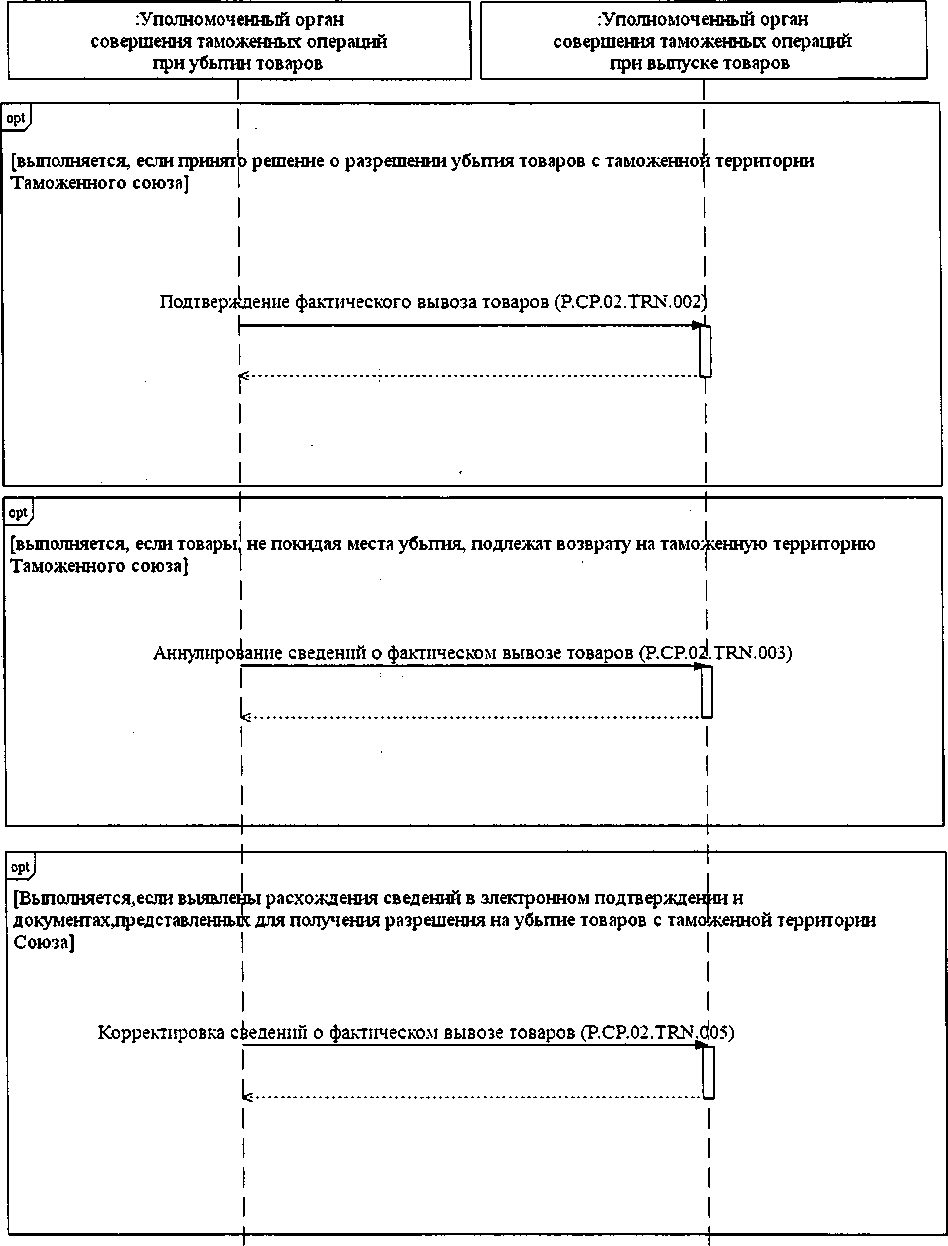 :Уполномоченный орган
совершения таможенных операций
при убытии товаров
:Уполномоченный орган
совершения таможенных операций
при выпуске товаров
opt
[выполняется, если принято решение о разрешении убытия товаров с таможенной территории
Таможенного союза]
Подтверждение фактического вывоза товаров (P.CP.02.TRN.002)
opt
[выполняется, если товары, не покидая места убытия, подлежат возврату на таможенную территорию
Таможенного союза]
Аннулирование сведений о фактическом вывозе товаров (P.CP.02.TRN.003)
opt
[Выполняется,если выявлены расхождения сведений в электронном подтверждении и
документах,представленных для получения разрешения на убытие товаров с таможенной территории
Союза]
Корректировка сведений о фактическом вывозе товаров (P.CP.02.TRN.005)